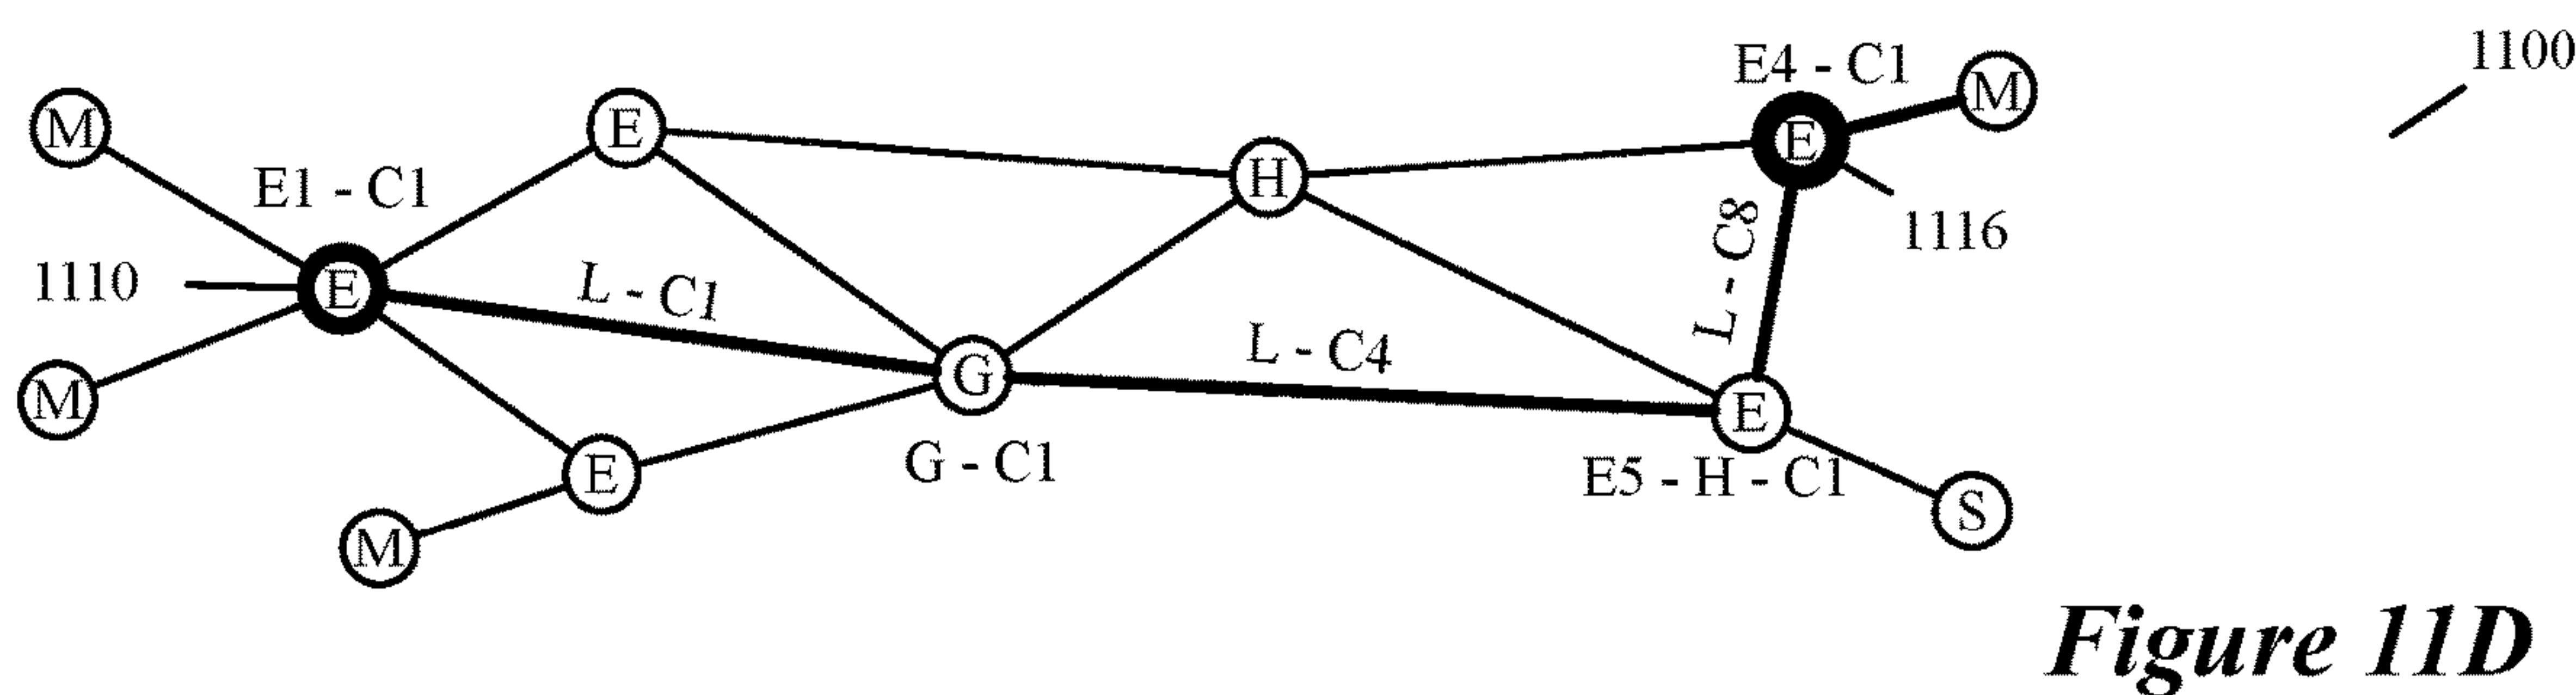 1100
E4 - C1
M
M
E
E
E1 - C1
H
1116
L - C8
1110
E
L - C1
L - C4
G
M
E
G - C1
E5 - H - C1
E
S
M
Figure 11D